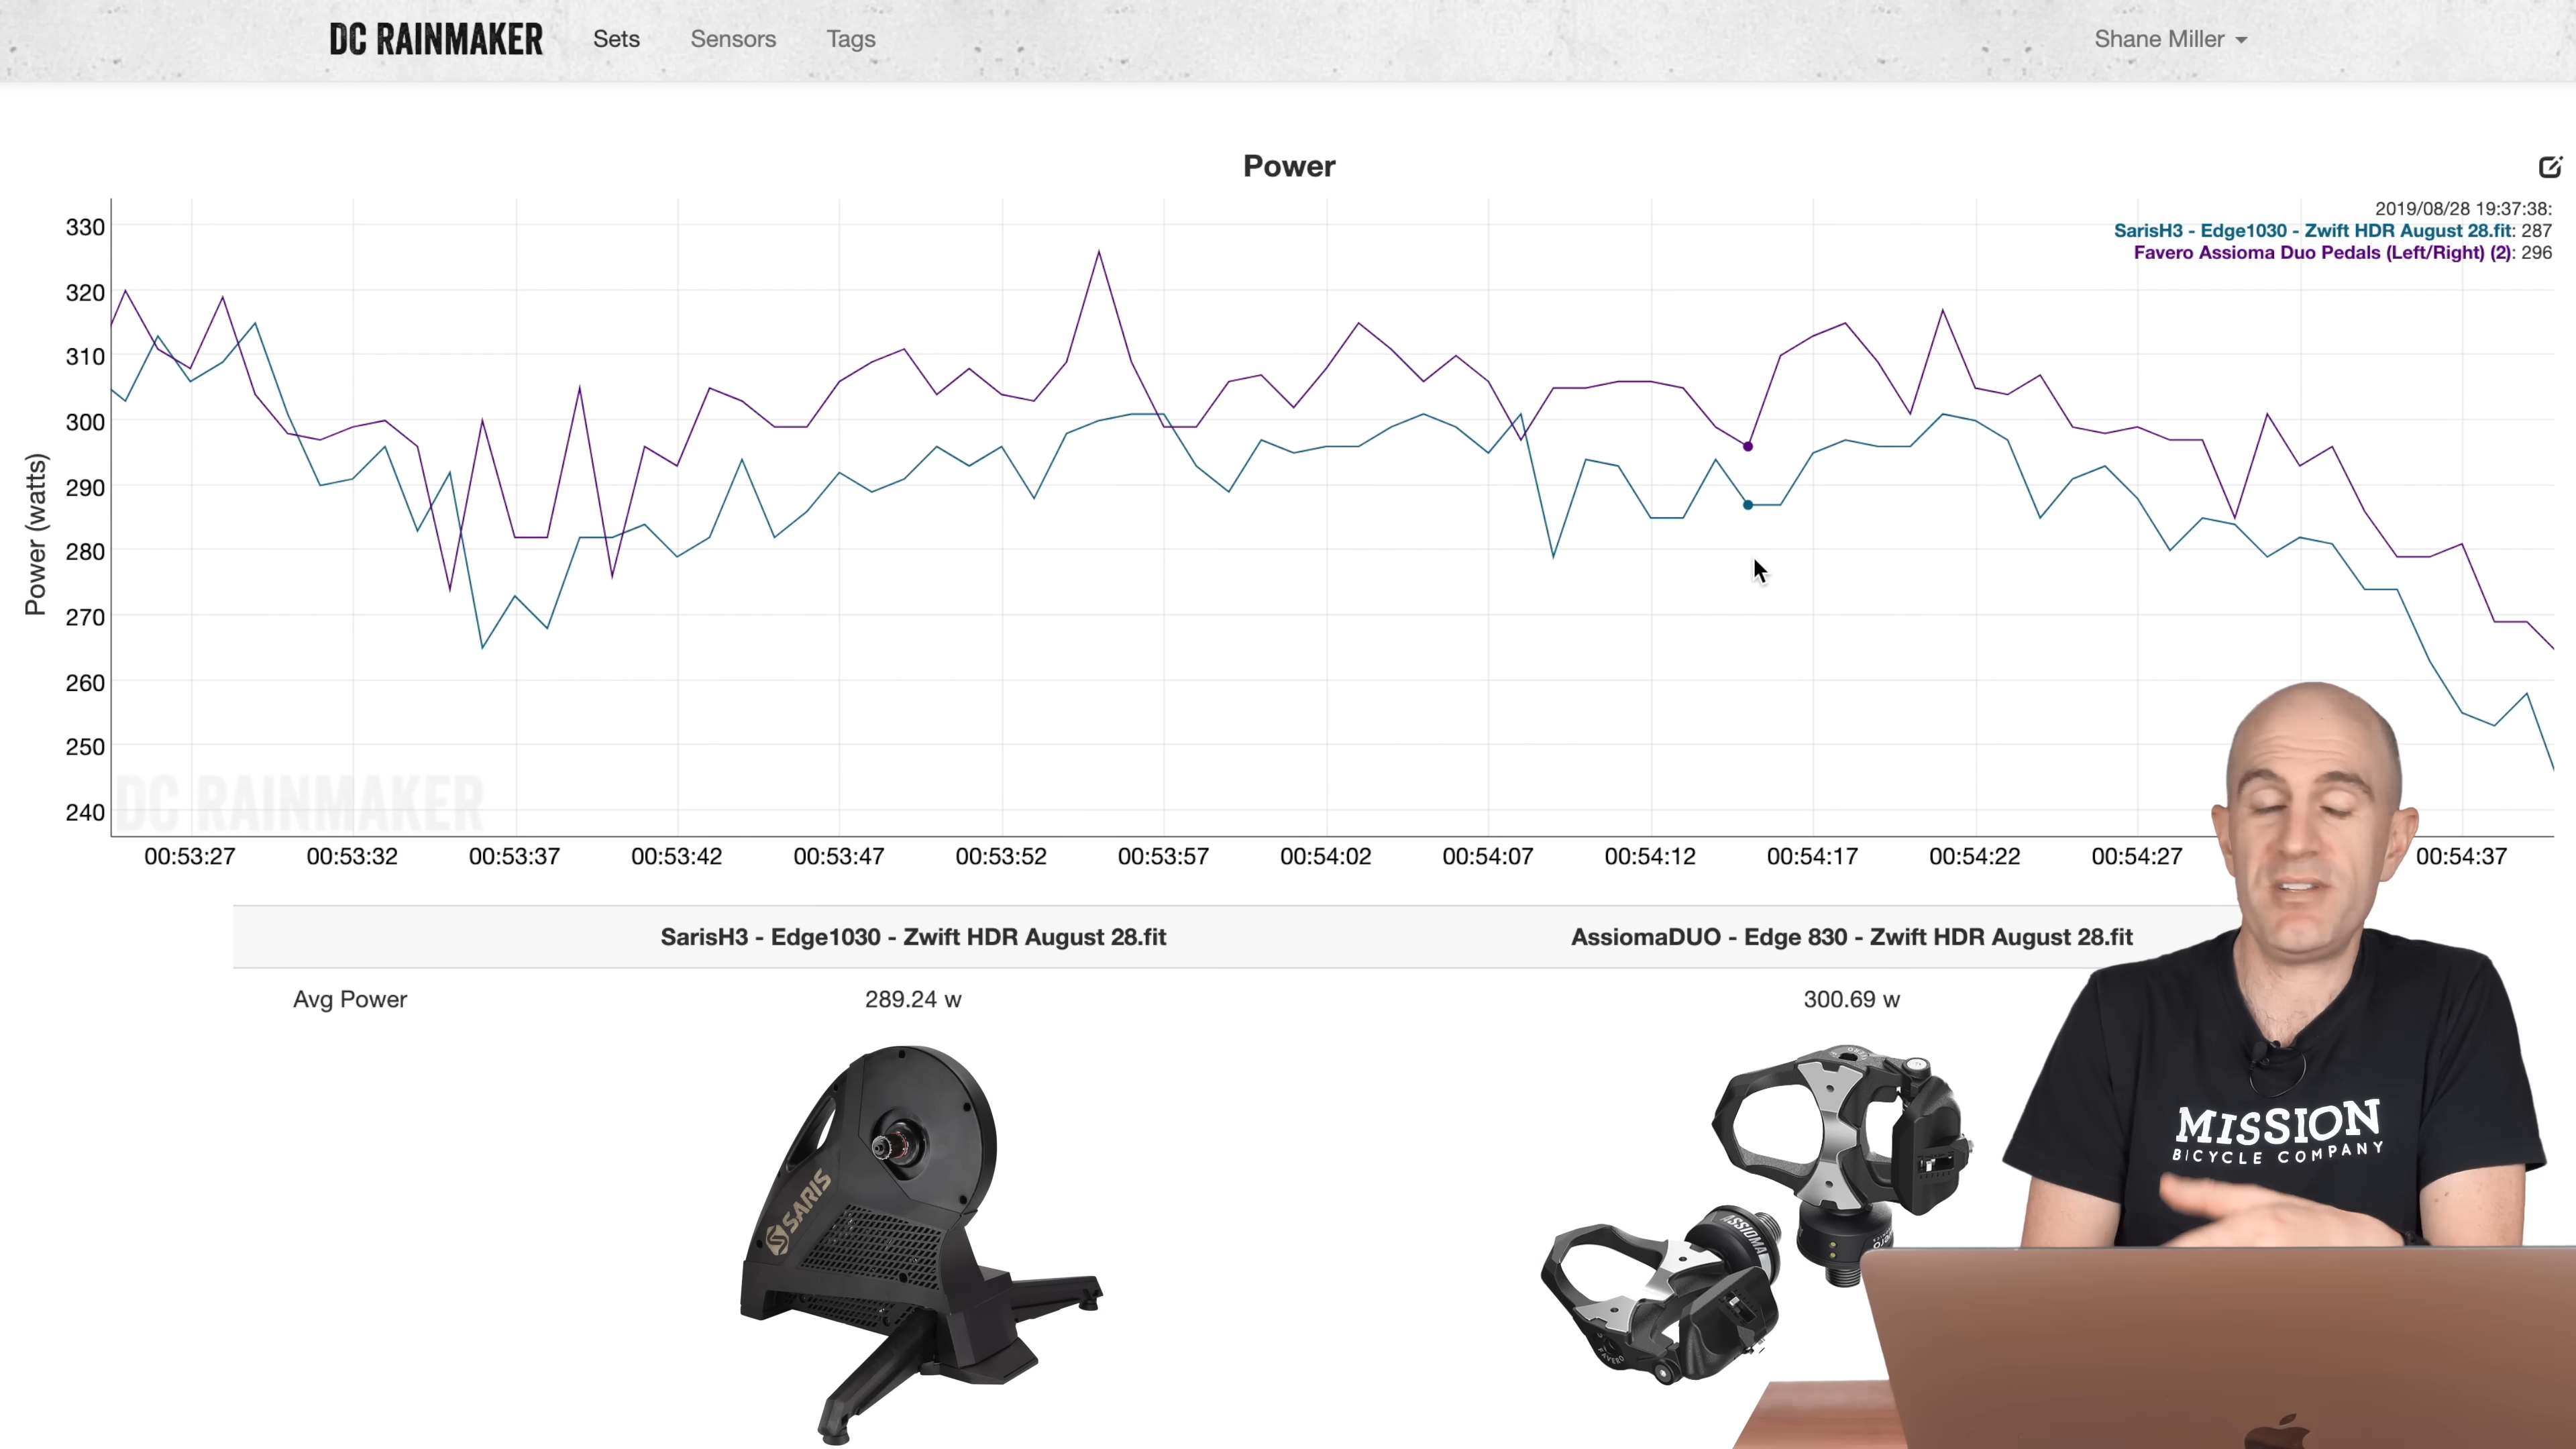 DC RAINMAKER Sets Sensors Tags Shane Miller
Power
2019/08/28 19:37:38:
SarisH3 - Edge1030 - Zwift HDR August 28.fit: 287
Favero Assioma Duo Pedals (Left/Right) (2): 296
Power (watts)
330
320
310
300
290
280
270
260
250
240
DC RAINMAKER
00:53:27 00:53:32 00:53:37 00:53:42 00:53:47 00:53:52 00:53:57 00:54:02 00:54:07 00:54:12 00:54:17 00:54:22 00:54:27 00:54:37
SarisH3 - Edge1030 - Zwift HDR August 28.fit AssiomaDUO - Edge 830 - Zwift HDR August 28.fit
Avg Power 289.24 w 300.69 w
SARIS
ASSIOMA
FAVERO
MISSION
BICYCLE COMPANY